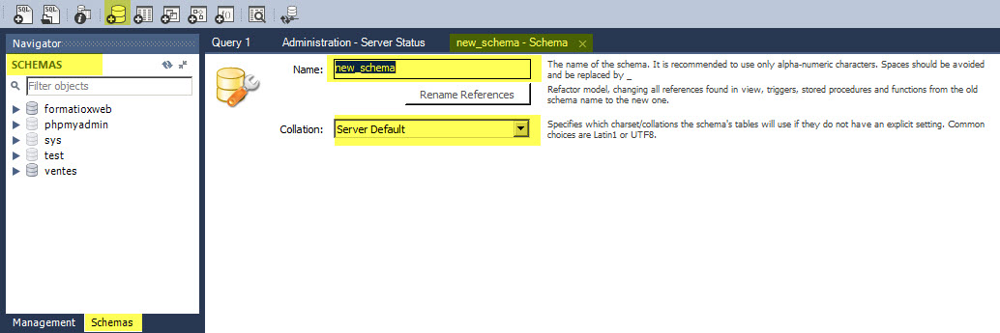 SQL
SQL
Navigator
Query 1
Administration - Server Status
new_schema - Schema
SCHEMAS
Filter objects
formatioxweb
phpmyadmin
sys
test
ventes
Management
Schemas
Name:
new_schema
The name of the schema. It is recommended to use only alpha-numeric characters. Spaces should be avoided
and be replaced by _
Rename References
Refactor model, changing all references found in view, triggers, stored procedures and functions from the old
schema name to the new one.
Collation:
Server Default
Specifies which charset/collations the schema's tables will use if they do not have an explicit setting. Common
choices are Latin1 or UTF8.